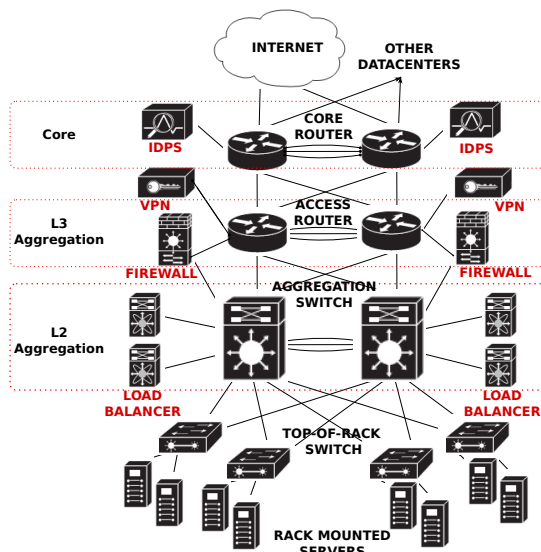 INTERNET
OTHER
DATACENTERS
Core
CORE
ROUTER
IDPS
IDPS
VPN
VPN
L3
Aggregation
ACCESS
ROUTER
FIREWALL
FIREWALL
AGGREGATION
SWITCH
L2
Aggregation
LOAD
BALANCER
LOAD
BALANCER
TOP-OF-RACK
SWITCH
RACK MOUNTED
SERVERS